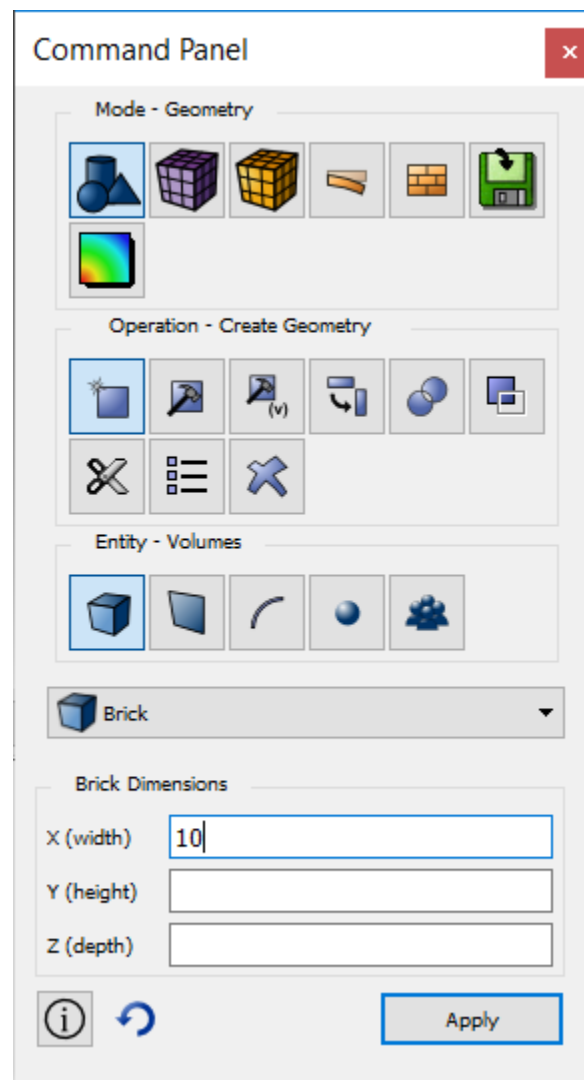 Command Panel
Mode - Geometry
Operation - Create Geometry
(v)
Entity - Volumes
Brick
Brick Dimensions
X (width) 10
Y (height)
Z (depth)
Apply